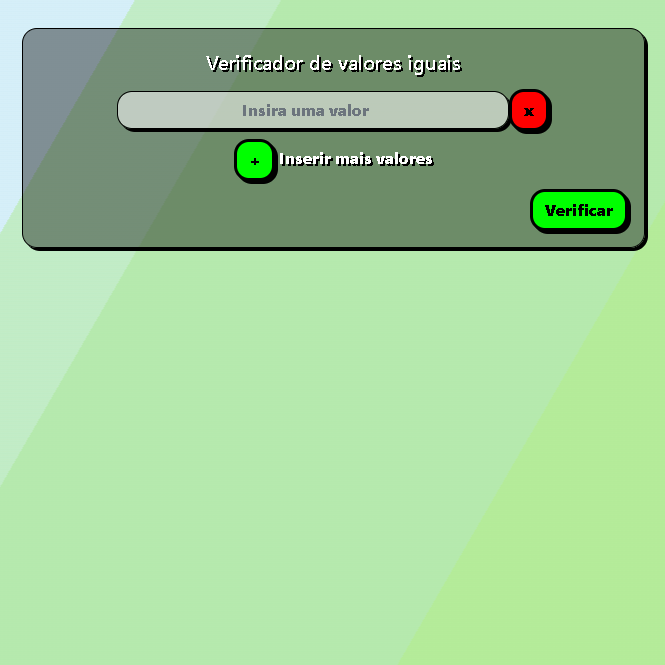 Verificador de valores iguais
Insira uma valor x
+ Inserir mais valores
Verificar